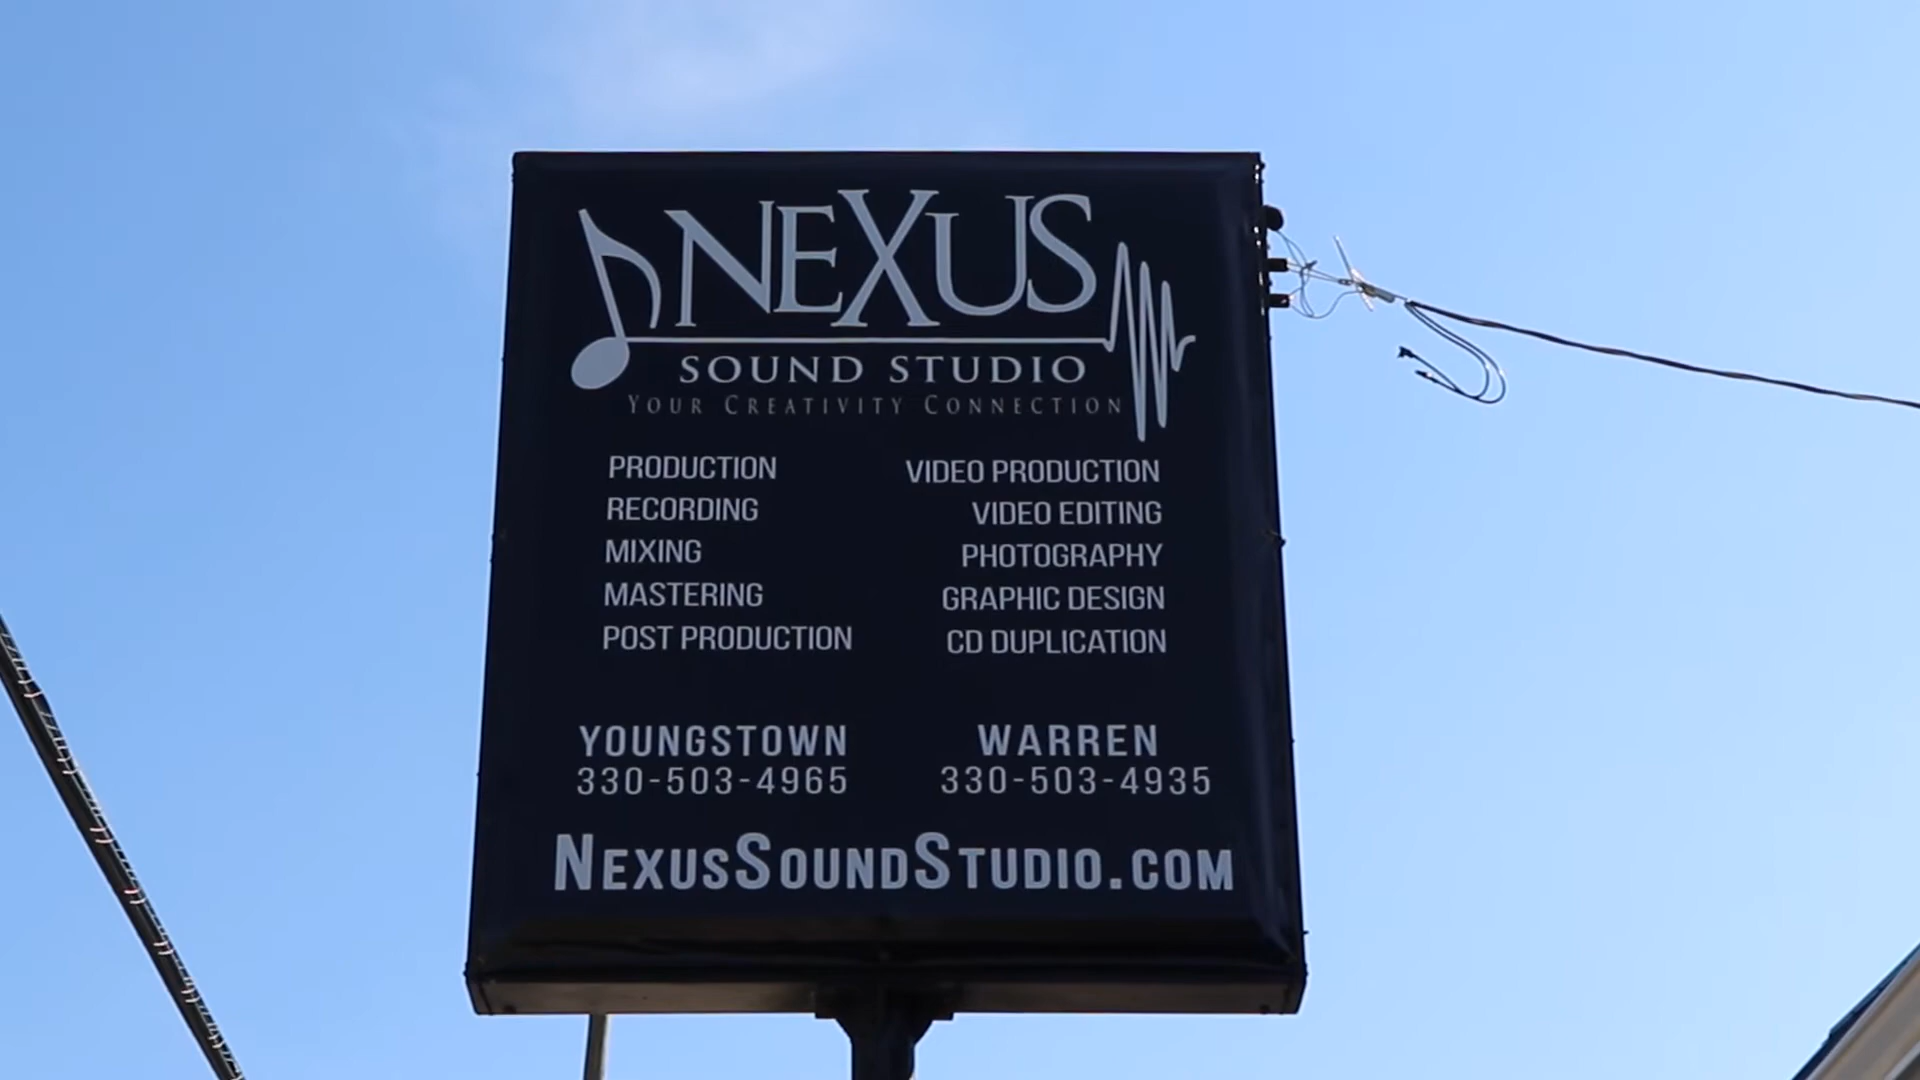 NEXUS
SOUND STUDIO
YOUR CREATIVITY CONNECTION
PRODUCTION
RECORDING
MIXING
MASTERING
POST PRODUCTION
VIDEO PRODUCTION
VIDEO EDITING
PHOTOGRAPHY
GRAPHIC DESIGN
CD DUPLICATION
YOUNGSTOWN
330-503-4965
WARREN
330-503-4935
NEXUSSOUNDSTUDIO.COM